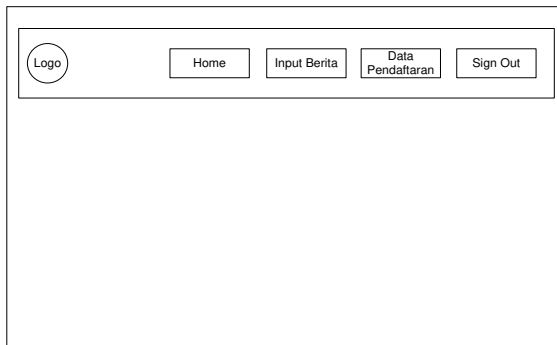 Logo
Home
Input Berita
Data
Pendaftaran
Sign Out